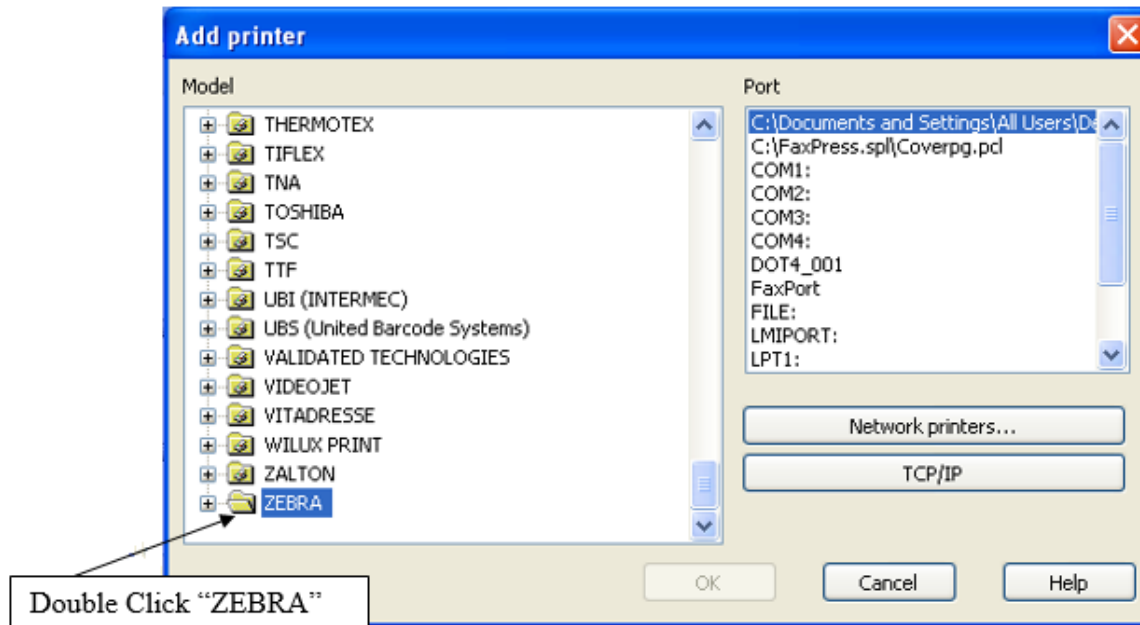 Add printer
Model
THERMOTEX
TIFLEX
TNA
TOSHIBA
TSC
TTF
UBI (INTERMEC)
UBS (United Barcode Systems)
VALIDATED TECHNOLOGIES
VIDEOJET
VITADRESSE
WILUX PRINT
ZALTON
ZEBRA
Port
C:\Documents and Settings\All Users\De
C:\FaxPress.spl\Coverpg.pcl
COM1:
COM2:
COM3:
COM4:
DOT4_001
FaxPort
FILE:
LMIPORT:
LPT1:
Network printers...
TCP/IP
OK
Cancel
Help
Double Click “ZEBRA”